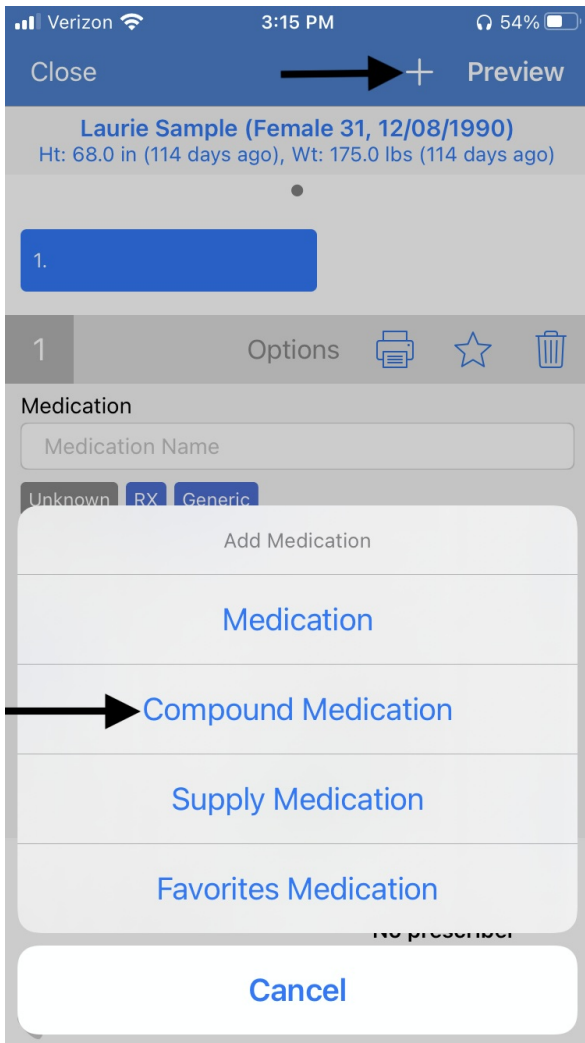 Verizon 3:15 PM 54%
Close + Preview
Laurie Sample (Female 31, 12/08/1990)
Ht: 68.0 in (114 days ago), Wt: 175.0 lbs (114 days ago)
1.
1 Options
Medication
Medication Name
Unknown RX Generic
Add Medication
Medication
Compound Medication
Supply Medication
Favorites Medication
No prescriber
Cancel